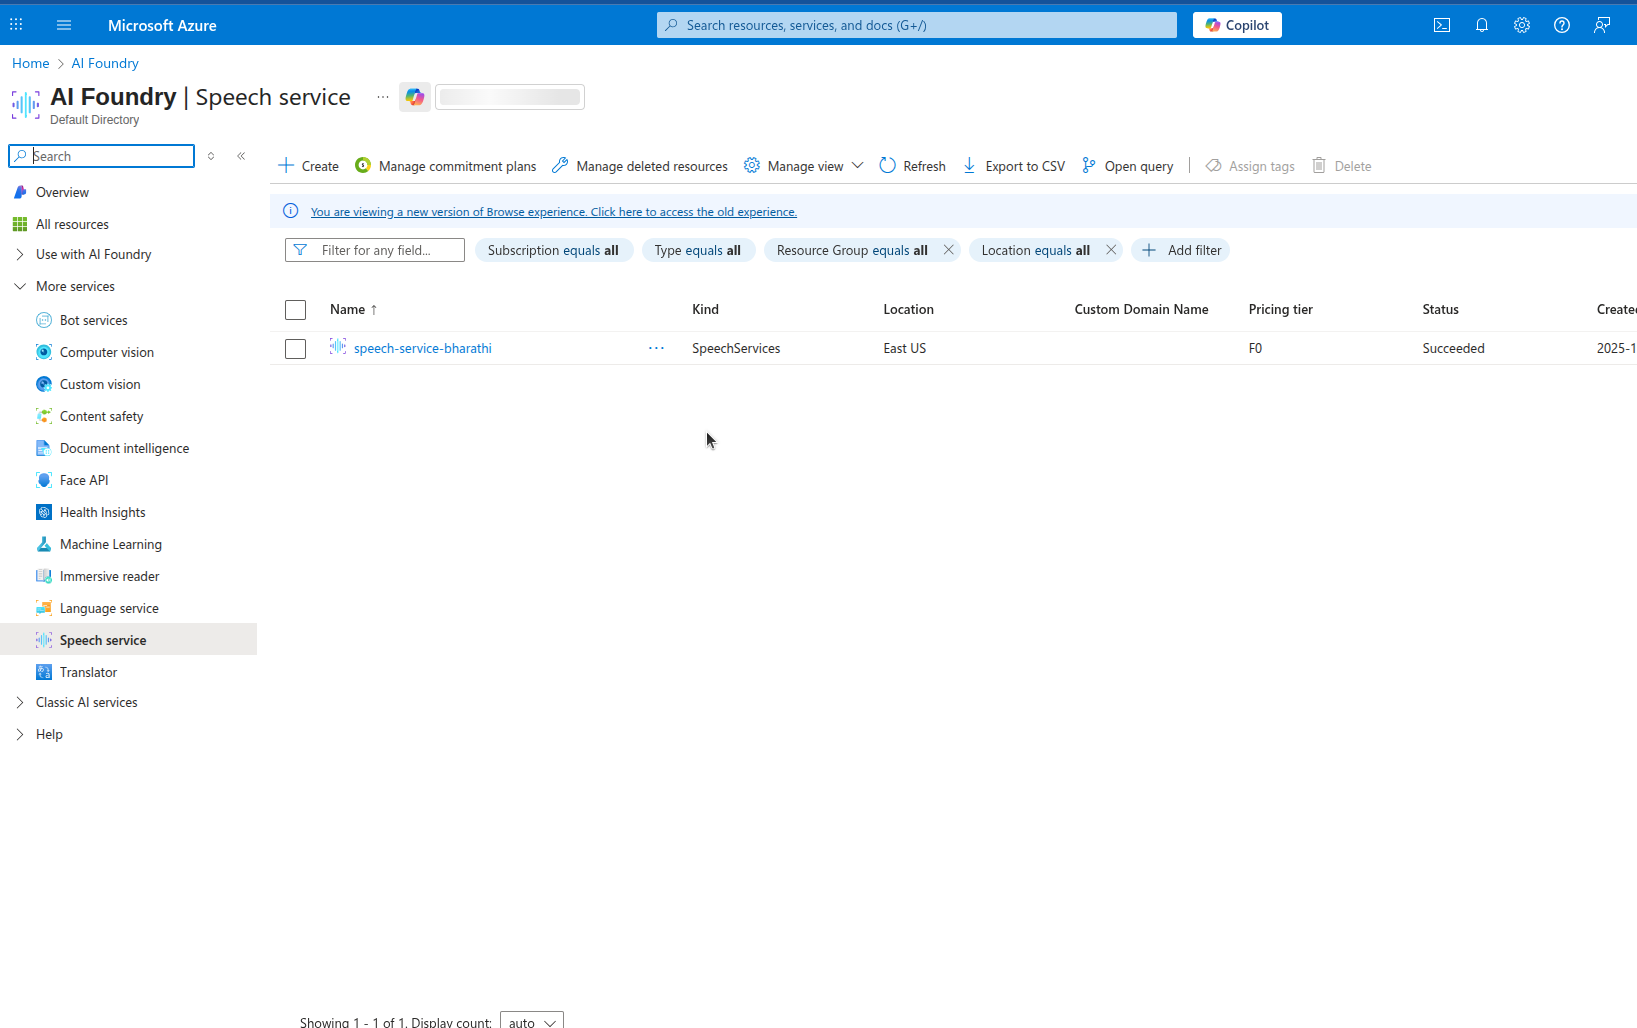 Microsoft Azure
Search resources, services, and docs (G+/)
Copilot
Home > AI Foundry
AI Foundry | Speech service ...
Default Directory
Search
Overview
All resources
Use with AI Foundry
More services
Bot services
Computer vision
Custom vision
Content safety
Document intelligence
Face API
Health Insights
Machine Learning
Immersive reader
Language service
Speech service
Translator
Classic AI services
Help
Create Manage commitment plans Manage deleted resources Manage view Refresh Export to CSV Open query Assign tags Delete
You are viewing a new version of Browse experience. Click here to access the old experience.
Filter for any field... Subscription equals all Type equals all Resource Group equals all Location equals all Add filter
Name ↑ Kind Location Custom Domain Name Pricing tier Status Created
speech-service-bharathi ... SpeechServices East US F0 Succeeded 2025-1
Showing 1 - 1 of 1. Display count: auto